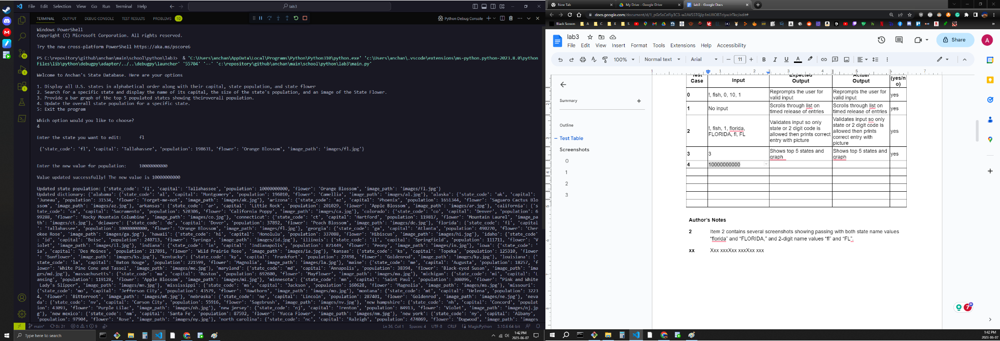 File Edit Selection View Go Run Terminal Help
lab3
TERMINAL OUTPUT DEBUG CONSOLE TEST RESULTS PROBLEMS 10
Python Debug Console
Windows PowerShell
Copyright (C) Microsoft Corporation. All rights reserved.
Try the new cross-platform PowerShell https://aka.ms/pscore6
PS C:\repository\github\anchan\main\school\python\lab3> & 'C:\Users\anchan\AppData\Local\Programs\Python\Python310\python.exe' 'c:\Users\anchan\.vscode\extensions\ms-python.python-2023.8.0\python
Files\lib\python\debugpy\adapter/../..\debugpy\launcher' '55704' '--' 'c:\repository\github\anchan\main\school\python\lab3\main.py'
Welcome to Anchan's State Database. Here are your options
1. Display all U.S. states in alphabetical order along with their capital, state population, and state flower
2. Search for a specific state and display the name of its capital, the size of the state's population, and an image of the State Flower.
3. Provide a bar graph of the top 5 populated states showing theiroverall population.
4. Update the overall state population for a specific state.
5: Exit the program
Which option would you like to choose?
4
Enter the state you want to edit: fl
{'state_code': 'fl', 'capital': 'Tallahassee', 'population': 198631, 'flower': 'Orange Blossom', 'image_path': 'images/fl.jpg'}
Enter the new value for population: 10000000000
Value updated successfully! The new value is 10000000000
Updated state population: {'state_code': 'fl', 'capital': 'Tallahassee', 'population': 10000000000, 'flower': 'Orange Blossom', 'image_path': 'images/fl.jpg'}
Updated dictionary: {'alabama': {'state_code': 'al', 'capital': 'Montgomery', 'population': 196010, 'flower': 'Camellia', 'image_path': 'images/al.jpg'}, 'alaska': {'state_code': 'ak', 'capital':
'Juneau', 'population': 31534, 'flower': 'Forget-me-not', 'image_path': 'images/ak.jpg'}, 'arizona': {'state_code': 'az', 'capital': 'Phoenix', 'population': 1651344, 'flower': 'Saguaro Cactus Blo
ssom', 'image_path': 'images/az.jpg'}, 'arkansas': {'state_code': 'ar', 'capital': 'Little Rock', 'population': 201029, 'flower': 'Apple Blossom', 'image_path': 'images/ar.jpg'}, 'california': {'s
tate_code': 'ca', 'capital': 'Sacramento', 'population': 528306, 'flower': 'California Poppy', 'image_path': 'images/ca.jpg'}, 'colorado': {'state_code': 'co', 'capital': 'Denver', 'population': 6
99288, 'flower': 'Rocky Mountain Columbine', 'image_path': 'images/co.jpg'}, 'connecticut': {'state_code': 'ct', 'capital': 'Hartford', 'population': 119817, 'flower': 'Mountain Laurel', 'image_pa
th': 'images/ct.jpg'}, 'delaware': {'state_code': 'de', 'capital': 'Dover', 'population': 37892, 'flower': 'Peach Blossom', 'image_path': 'images/de.jpg'}, 'florida': {'state_code': 'fl', 'capital
': 'Tallahassee', 'population': 10000000000, 'flower': 'Orange Blossom', 'image_path': 'images/fl.jpg'}, 'georgia': {'state_code': 'ga', 'capital': 'Atlanta', 'population': 490270, 'flower': 'Cher
okee Rose', 'image_path': 'images/ga.jpg'}, 'hawaii': {'state_code': 'hi', 'capital': 'Honolulu', 'population': 337088, 'flower': 'Hibiscus', 'image_path': 'images/hi.jpg'}, 'idaho': {'state_code'
: 'id', 'capital': 'Boise', 'population': 240713, 'flower': 'Syringa', 'image_path': 'images/id.jpg'}, 'illinois': {'state_code': 'il', 'capital': 'Springfield', 'population': 111711, 'flower': 'V
iolet', 'image_path': 'images/il.jpg'}, 'indiana': {'state_code': 'in', 'capital': 'Indianapolis', 'population': 871449, 'flower': 'Peony', 'image_path': 'images/in.jpg'}, 'iowa': {'state_code': '
ia', 'capital': 'Des Moines', 'population': 217891, 'flower': 'Wild Prairie Rose', 'image_path': 'images/ia.jpg'}, 'kansas': {'state_code': 'ks', 'capital': 'Topeka', 'population': 125310, 'flower
': 'Sunflower', 'image_path': 'images/ks.jpg'}, 'kentucky': {'state_code': 'ky', 'capital': 'Frankfort', 'population': 27498, 'flower': 'Goldenrod', 'image_path': 'images/ky.jpg'}, 'louisiana': {'
state_code': 'la', 'capital': 'Baton Rouge', 'population': 221599, 'flower': 'Magnolia', 'image_path': 'images/la.jpg'}, 'maine': {'state_code': 'me', 'capital': 'Augusta', 'population': 18257, 'f
lower': 'White Pine Cone and Tassel', 'image_path': 'images/me.jpg'}, 'maryland': {'state_code': 'md', 'capital': 'Annapolis', 'population': 38394, 'flower': 'Black-eyed Susan', 'image_path': 'ima
ges/md.jpg'}, 'massachusetts': {'state_code': 'ma', 'capital': 'Boston', 'population': 692600, 'flower': 'Mayflower', 'image_path': 'images/ma.jpg'}, 'michigan': {'state_code': 'mi', 'capital': 'L
ansing', 'population': 119128, 'flower': 'Apple Blossom', 'image_path': 'images/mi.jpg'}, 'minnesota': {'state_code': 'mn', 'capital': 'Saint Paul', 'population': 308096, 'flower': "Pink and White
Lady's Slipper", 'image_path': 'images/mn.jpg'}, 'mississippi': {'state_code': 'ms', 'capital': 'Jackson', 'population': 160628, 'flower': 'Magnolia', 'image_path': 'images/ms.jpg'}, 'missouri':
{'state_code': 'mo', 'capital': 'Jefferson City', 'population': 43579, 'flower': 'Hawthorn', 'image_path': 'images/mo.jpg'}, 'montana': {'state_code': 'mt', 'capital': 'Helena', 'population': 3223
4, 'flower': 'Bitterroot', 'image_path': 'images/mt.jpg'}, 'nebraska': {'state_code': 'ne', 'capital': 'Lincoln', 'population': 287401, 'flower': 'Goldenrod', 'image_path': 'images/ne.jpg'}, 'neva
da': {'state_code': 'nv', 'capital': 'Carson City', 'population': 55916, 'flower': 'Sagebrush', 'image_path': 'images/nv.jpg'}, 'new hampshire': {'state_code': 'nh', 'capital': 'Concord', 'populat
ion': 43093, 'flower': 'Purple Lilac', 'image_path': 'images/nh.jpg'}, 'new jersey': {'state_code': 'nj', 'capital': 'Trenton', 'population': 84913, 'flower': 'Violet', 'image_path': 'images/nj.jp
g'}, 'new mexico': {'state_code': 'nm', 'capital': 'Santa Fe', 'population': 87592, 'flower': 'Yucca Flower', 'image_path': 'images/nm.jpg'}, 'new york': {'state_code': 'ny', 'capital': 'Albany',
'population': 97904, 'flower': 'Rose', 'image_path': 'images/ny.jpg'}, 'north carolina': {'state_code': 'nc', 'capital': 'Raleigh', 'population': 474069, 'flower': 'Dogwood', 'image_path': 'images
main* 0 1 9 Ln 36, Col 1 Spaces: 4 UTF-8 CRLF MagicPython 3.10.6 64-bit
Type here to search
1:42 PM
2023-06-07
New Tab
My Drive - Google Drive
lab3 - Google Docs
Black Screen
lab3
File Edit View Insert Format Tools Extensions Help Accessibility
Share
A
100% Normal text Arial 11 B I U A
Summary
Outline
Test Table
Screenshots
0
1
2
3
Test Case Input Expected Output Actual Output (yes/no)
0 !, fish, 0, 10, 1 Reprompts the user for valid input Reprompts the user for valid input yes
1 No input Scrolls through list on timed release of entries Scrolls through list on timed release of entries yes
2 !, fish, 1, florida, FLORIDA, fl, FL Validates input so only state or 2 digit code is allowed then prints correct entry with picture Validates input so only state or 2 digit code is allowed then prints correct entry with picture yes
3 3 Shows top 5 states and graph Shows top 5 states and graph yes
4 10000000000
Author's Notes
2 Item 2 contains several screenshots showing passing with both state name values
“florida” and “FLORIDA,” and 2-digit name values “fl” and “FL”.
xx Xxx xxxXxx xxxXxx xxx
1:42 PM
2023-06-07